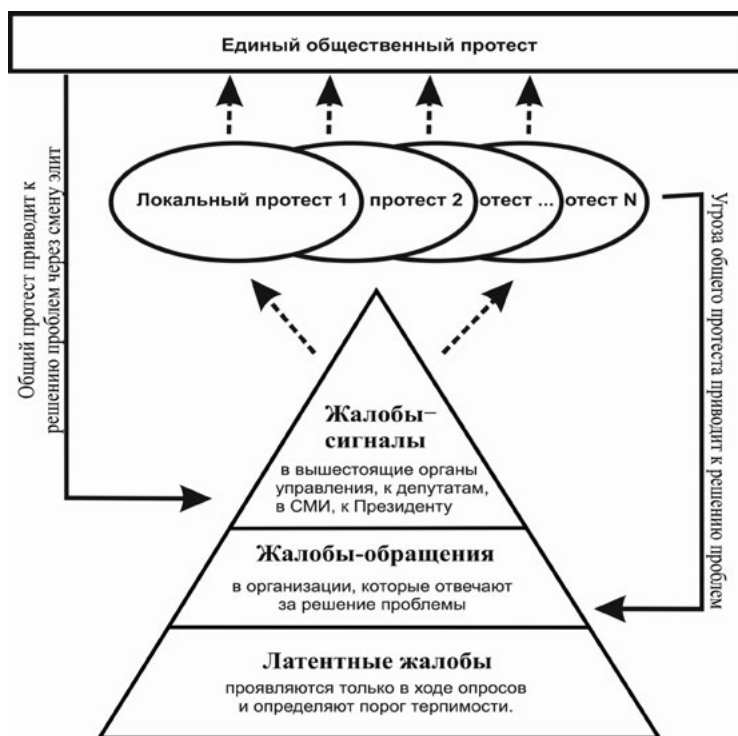 Единый общественный протест
Общий протест приводит к
решению проблем через смену элит
Локальный протест 1
протест 2
отест ...
отест N
Угроза общего протеста приводит к решению проблем
Жалобы–
сигналы
в вышестоящие органы
управления, к депутатам,
в СМИ, к Президенту
Жалобы-обращения
в организации, которые отвечают
за решение проблемы
Латентные жалобы
проявляются только в ходе опросов
и определяют порог терпимости.